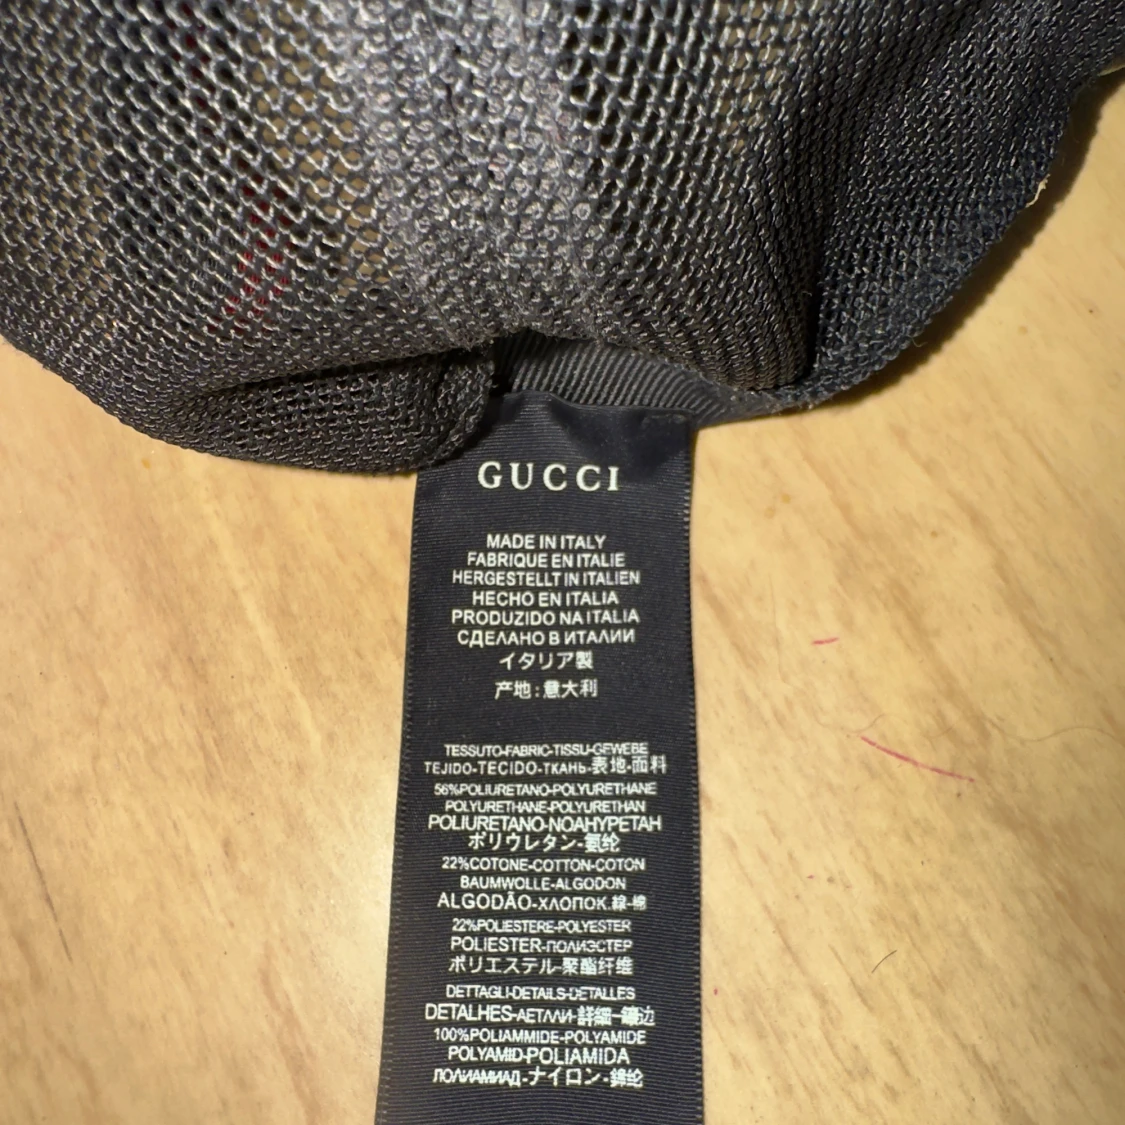 GUCCI
MADE IN ITALY
FABRIQUE EN ITALIE
HERGESTELLT IN ITALIEN
HECHO EN ITALIA
PRODUZIDO NA ITALIA
СДЕЛАНО В ИТАЛИИ
イタリア製
产地:意大利
TESSUTO-FABRIC-TISSU-GEWEBE
TEJIDO-TECIDO-ТКАНЬ-表地-面料
56%POLIURETANO-POLYURETHANE
POLYURETHANE-POLYURETHAN
POLIURETANO-NOAHYPETAH
ポリウレタン-氨纶
22%COTONE-COTTON-COTON
BAUMWOLLE-ALGODON
ALGODÃO-ХЛОПОК.綿-棉
22%POLIESTERE-POLYESTER
POLIESTER-ПОЛИЭСТЕР
ポリエステル-聚酯纤维
DETTAGLI-DETAILS-DETALLES
DETALHES-ΔΕΤΛΛИ-詳細-镶边
100%POLIAMMIDE-POLYAMIDE
POLYAMID-POLIAMIDA
ПОЛИАМИАД-ナイロン-錦纶